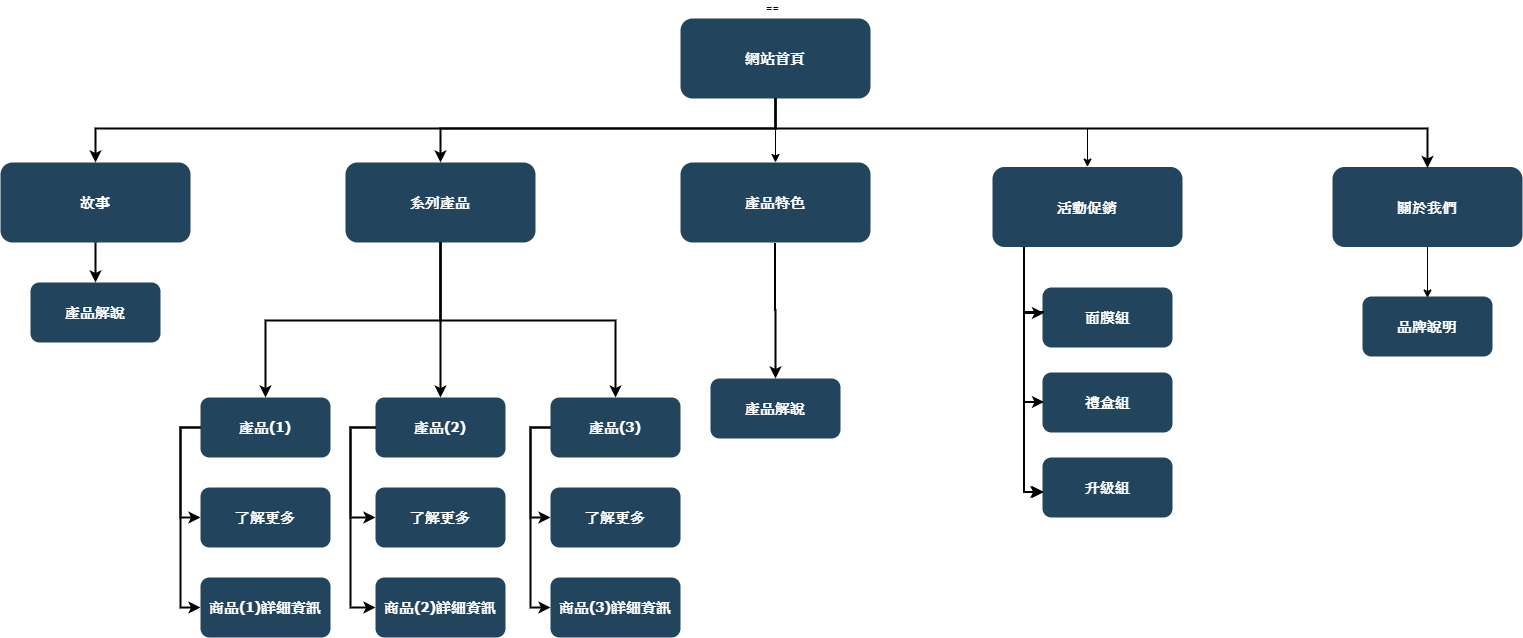 ==
網站首頁
故事
系列產品
產品特色
活動促銷
關於我們
產品解說
面膜組
品牌說明
禮盒組
產品解說
產品(1)
產品(2)
產品(3)
升級組
了解更多
了解更多
了解更多
商品(1)詳細資訊
商品(2)詳細資訊
商品(3)詳細資訊